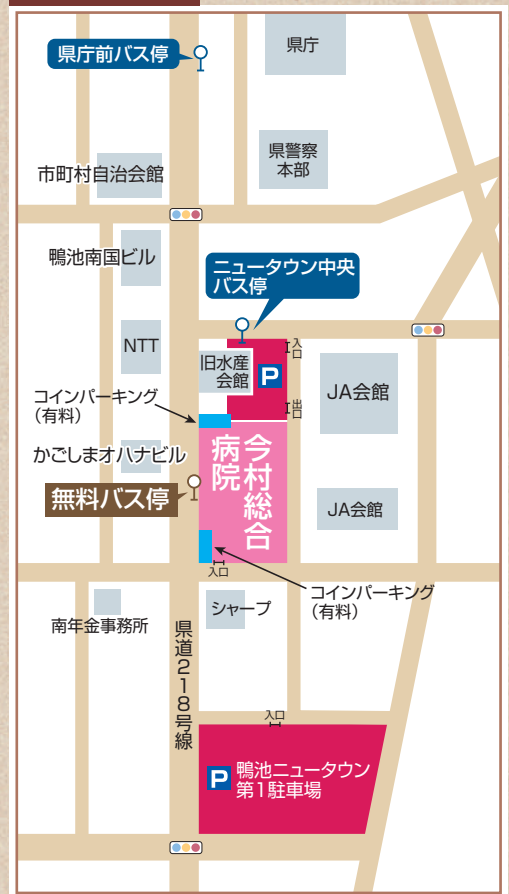 県庁
県庁前バス停
県警察
本部
市町村自治会館
鴨池南国ビル
ニュータウン中央
バス停
NTT
旧水産
会館
P
入口
出口
JA会館
コインパーキング
(有料)
今村総合
病院
かごしまオハナビル
無料バス停
JA会館
入口
コインパーキング
(有料)
南年金事務所
シャープ
県道218号線
入口
P
鴨池ニュータウン
第1駐車場